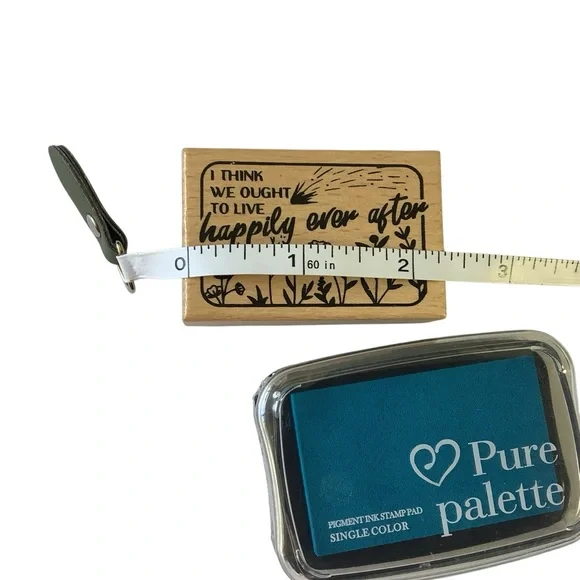 I THINK
WE OUGHT
TO LIVE
happily ever after
0 1 60 in 2 3
Pure
palette
PIGMENT INK STAMP PAD
SINGLE COLOR